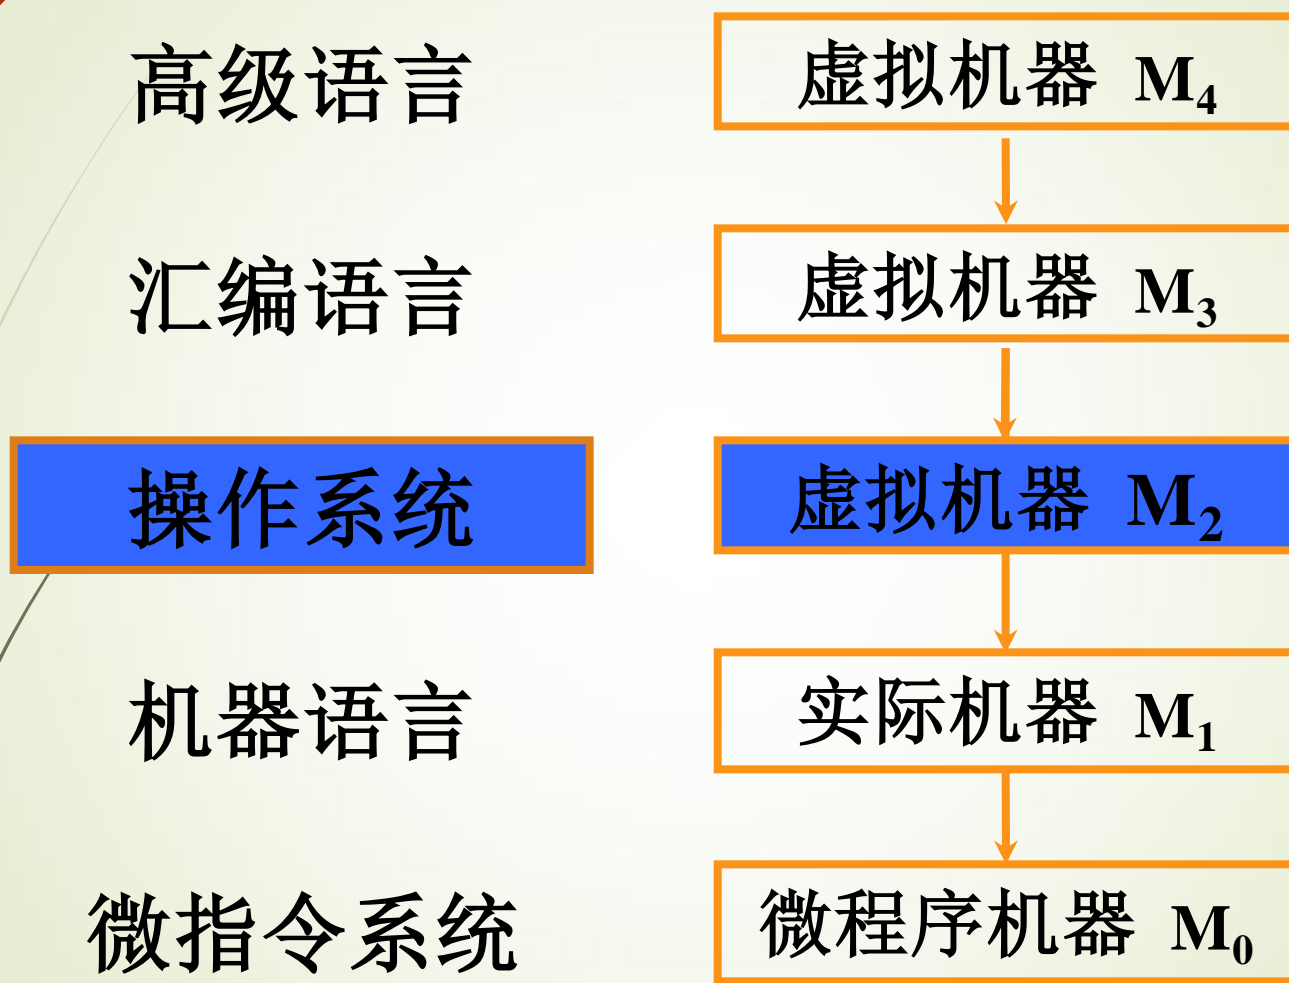 高级语言 虚拟机器 M₄
汇编语言 虚拟机器 M₃
操作系统 虚拟机器 M₂
机器语言 实际机器 M₁
微指令系统 微程序机器 M₀